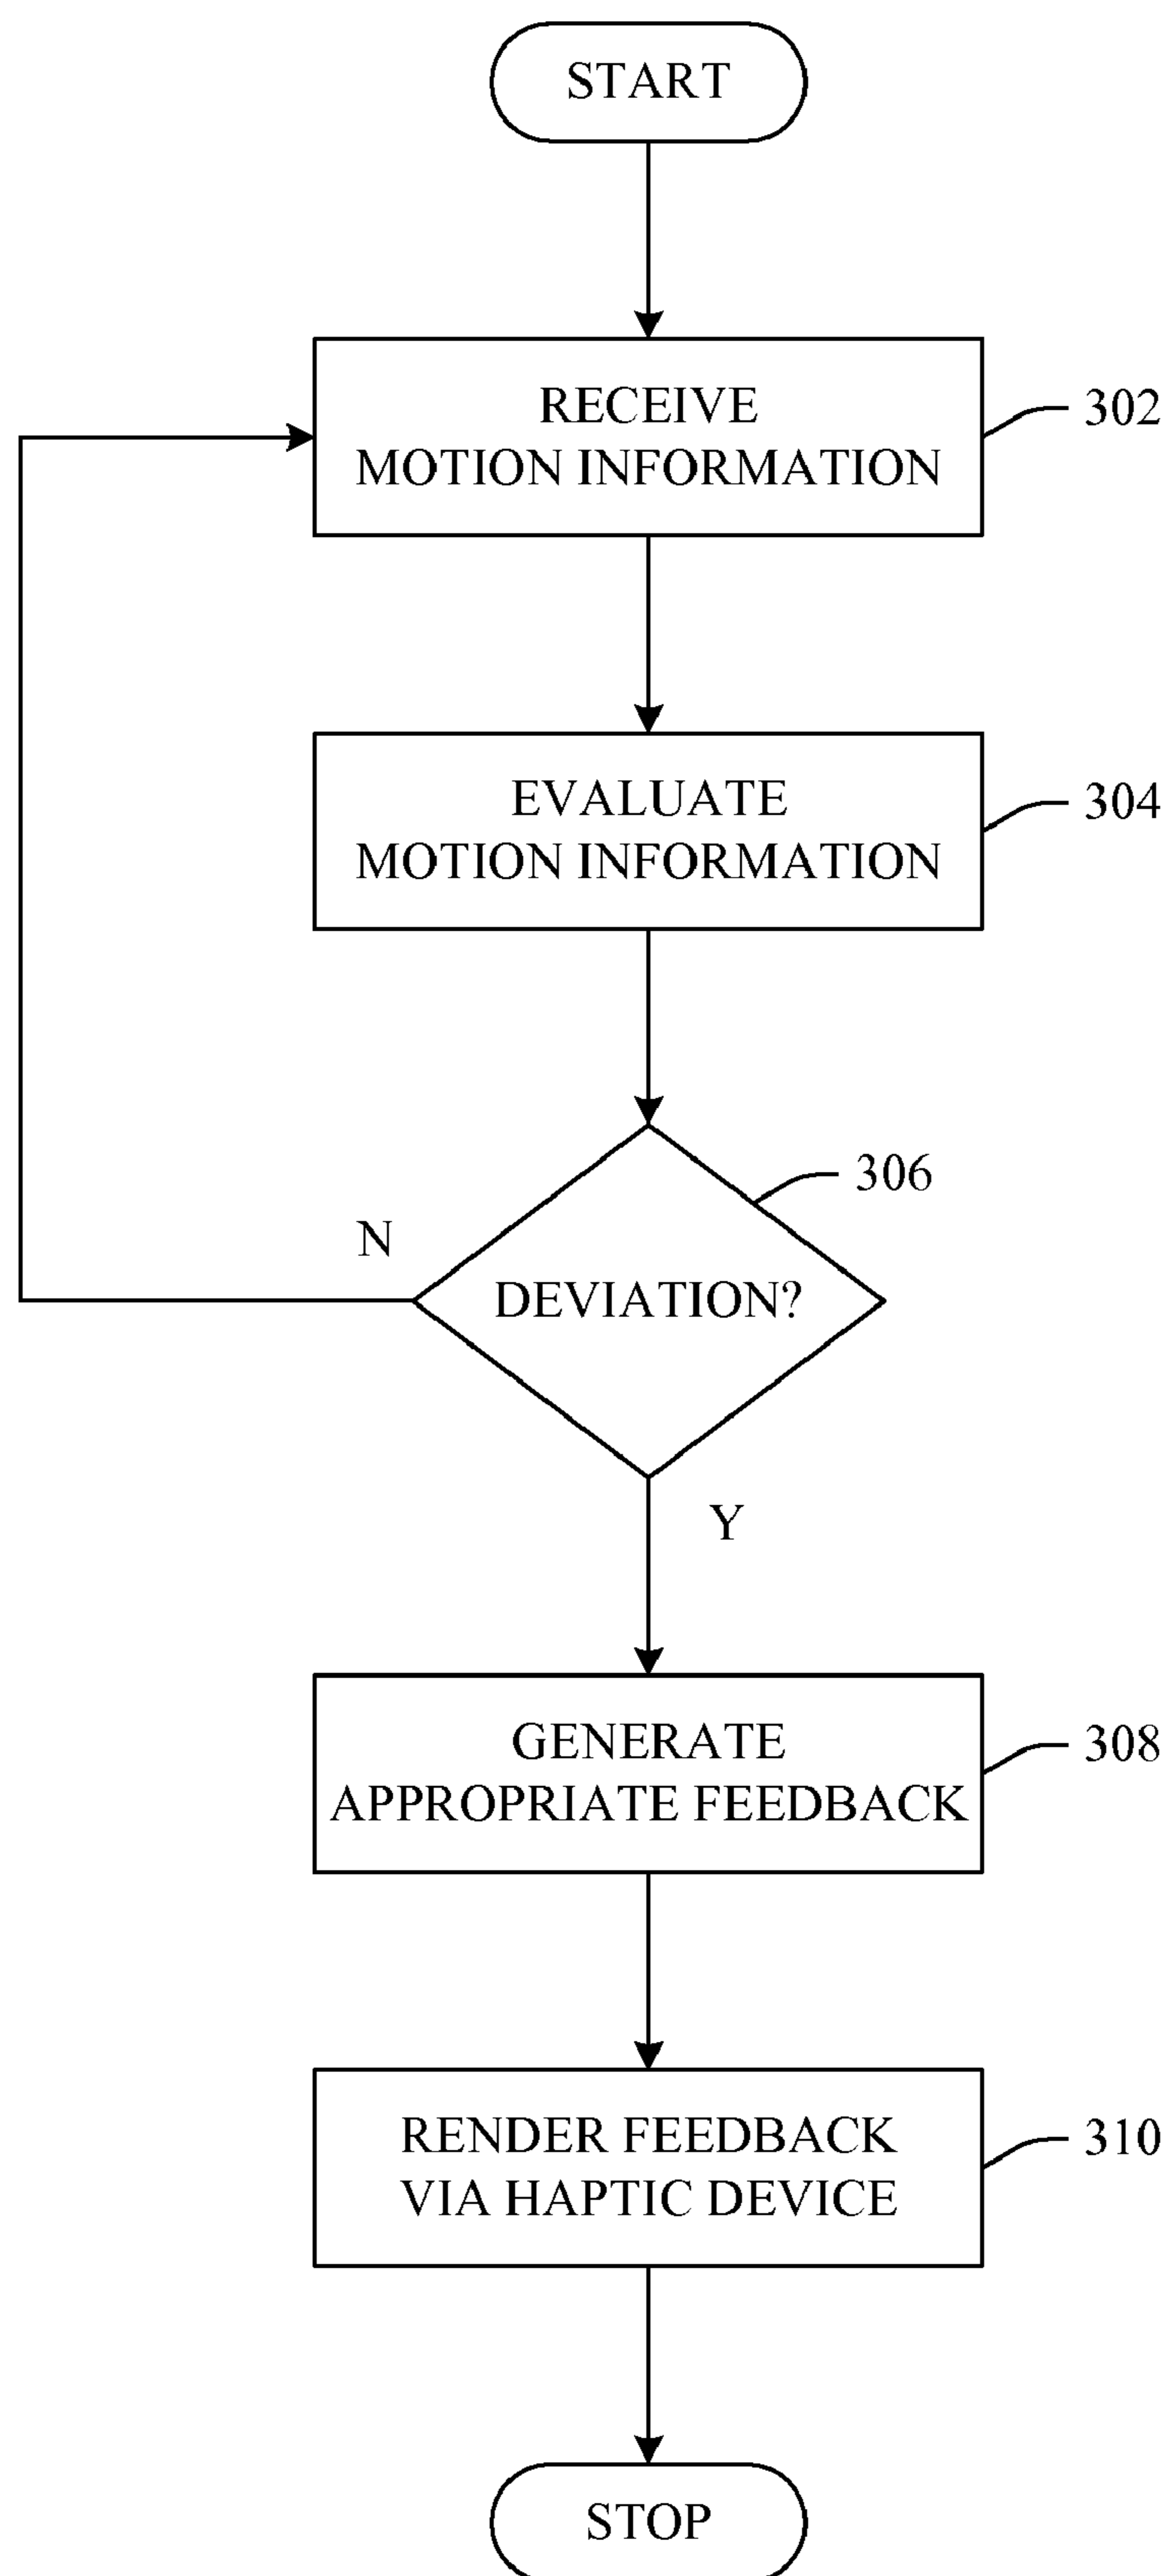 START
RECEIVE
MOTION INFORMATION
302
EVALUATE
MOTION INFORMATION
304
306
N
DEVIATION?
Y
GENERATE
APPROPRIATE FEEDBACK
308
RENDER FEEDBACK
VIA HAPTIC DEVICE
310
STOP